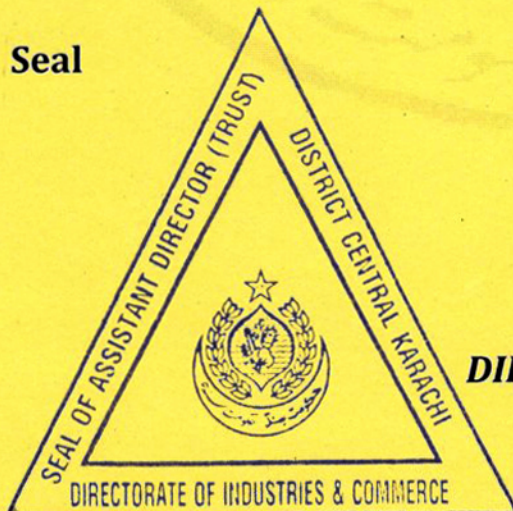 Seal
SEAL OF ASSISTANT DIRECTOR (TRUST)
DISTRICT CENTRAL KARACHI
DIRECTORATE OF INDUSTRIES & COMMERCE